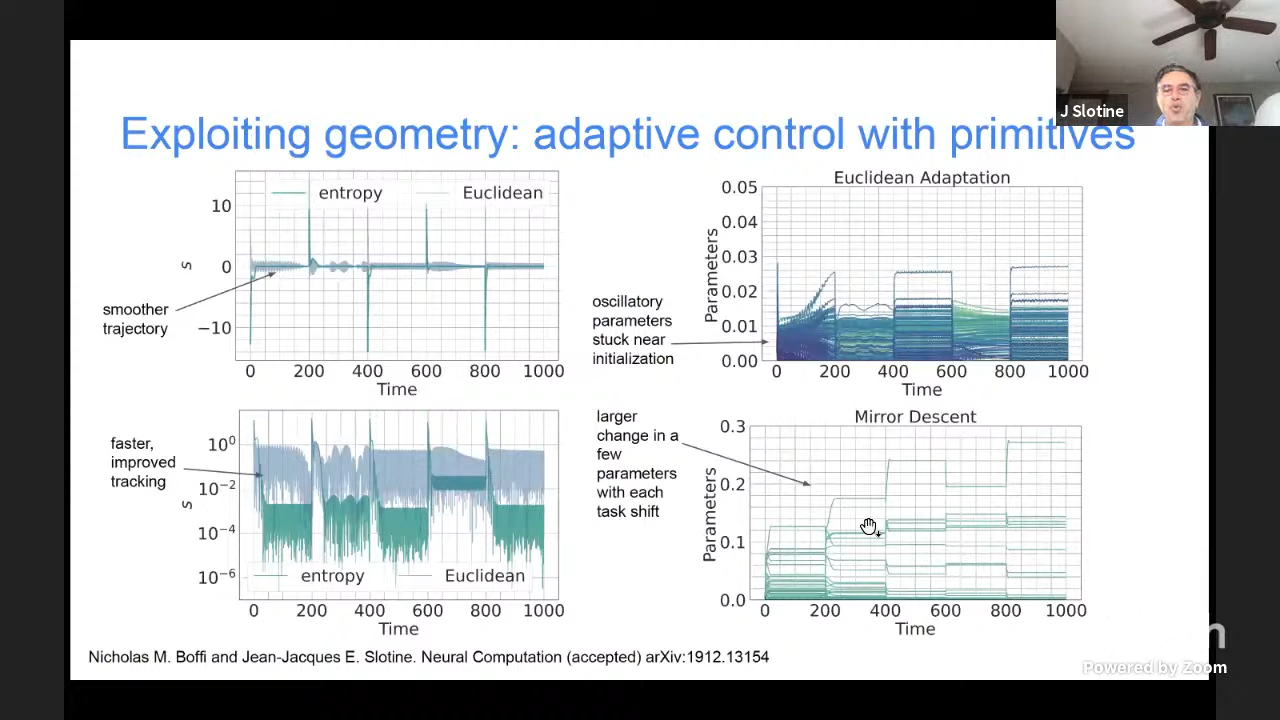 J Slotine
Exploiting geometry: adaptive control with primitives
entropy Euclidean
10
0
−10
s
0 200 400 600 800 1000
Time
smoother
trajectory
Euclidean Adaptation
0.05
0.04
0.03
0.02
0.01
0.00
Parameters
0 200 400 600 800 1000
Time
oscillatory
parameters
stuck near
initialization
faster,
improved
tracking
10⁰
10⁻²
10⁻⁴
10⁻⁶
s
entropy Euclidean
0 200 400 600 800 1000
Time
larger
change in a
few
parameters
with each
task shift
Mirror Descent
0.3
0.2
0.1
0.0
Parameters
0 200 400 600 800 1000
Time
Nicholas M. Boffi and Jean-Jacques E. Slotine. Neural Computation (accepted) arXiv:1912.13154
Powered by Zoom